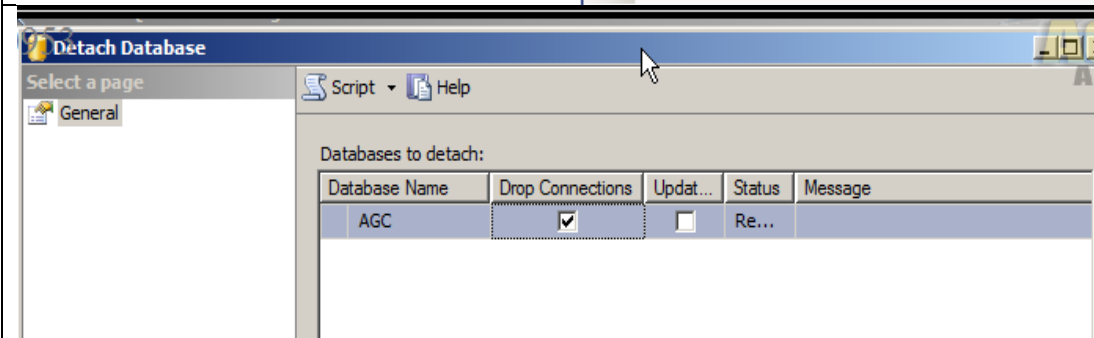 Detach Database
Select a page
Script Help
General
Databases to detach:
Database Name Drop Connections Updat... Status Message
AGC Re...